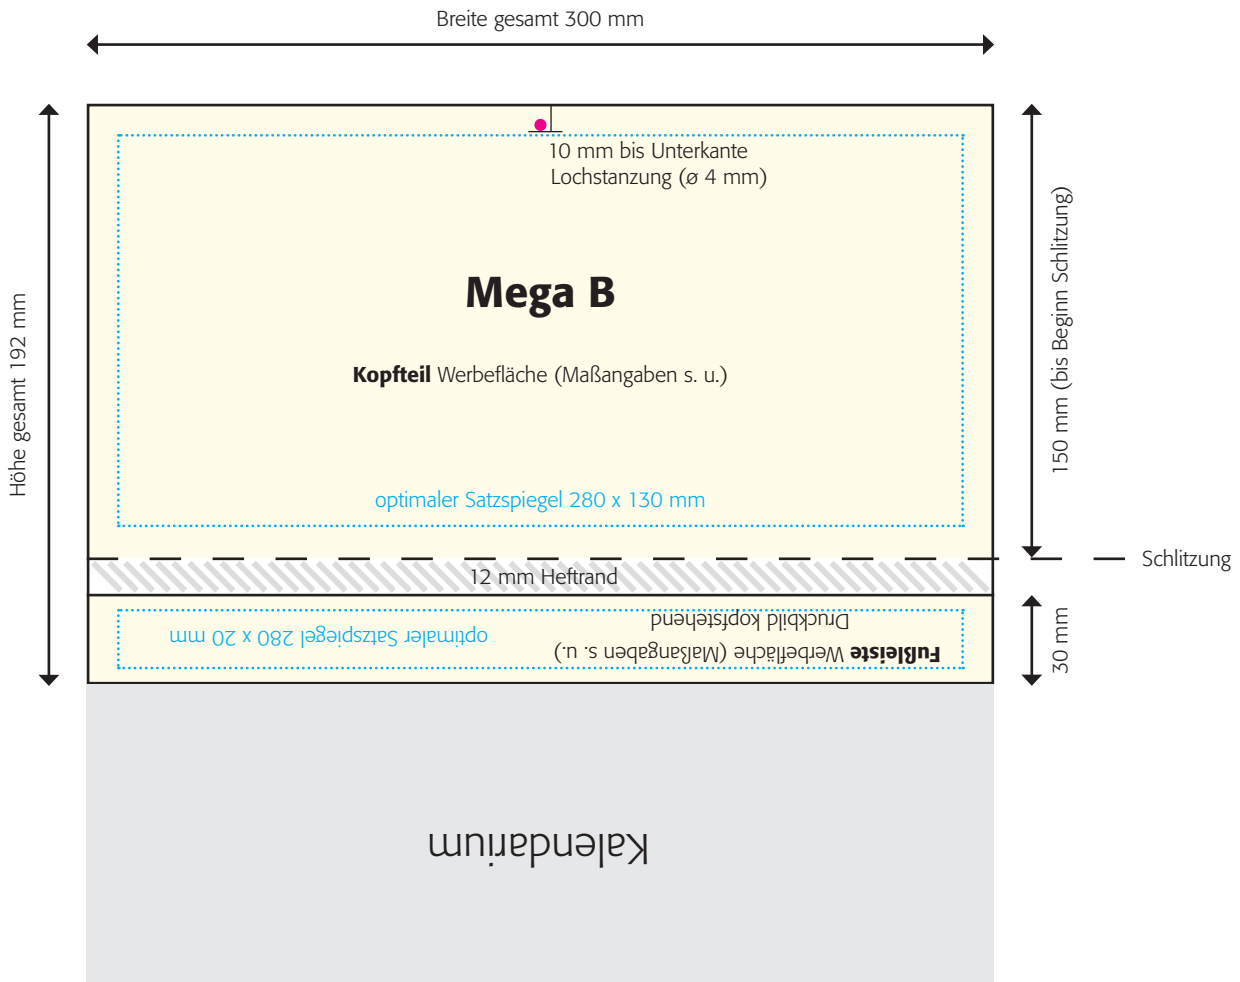 Breite gesamt 300 mm
10 mm bis Unterkante
Lochstanzung (ø 4 mm)
Mega B
Kopfteil Werbefläche (Maßangaben s. u.)
optimaler Satzspiegel 280 x 130 mm
Höhe gesamt 192 mm
150 mm (bis Beginn Schlitzung)
Schlitzung
12 mm Heftrand
30 mm
Fußleiste Werbefläche (Maßangaben s. u.)
Druckbild kopfstehend
optimaler Satzspiegel 280 x 20 mm
Kalendarium